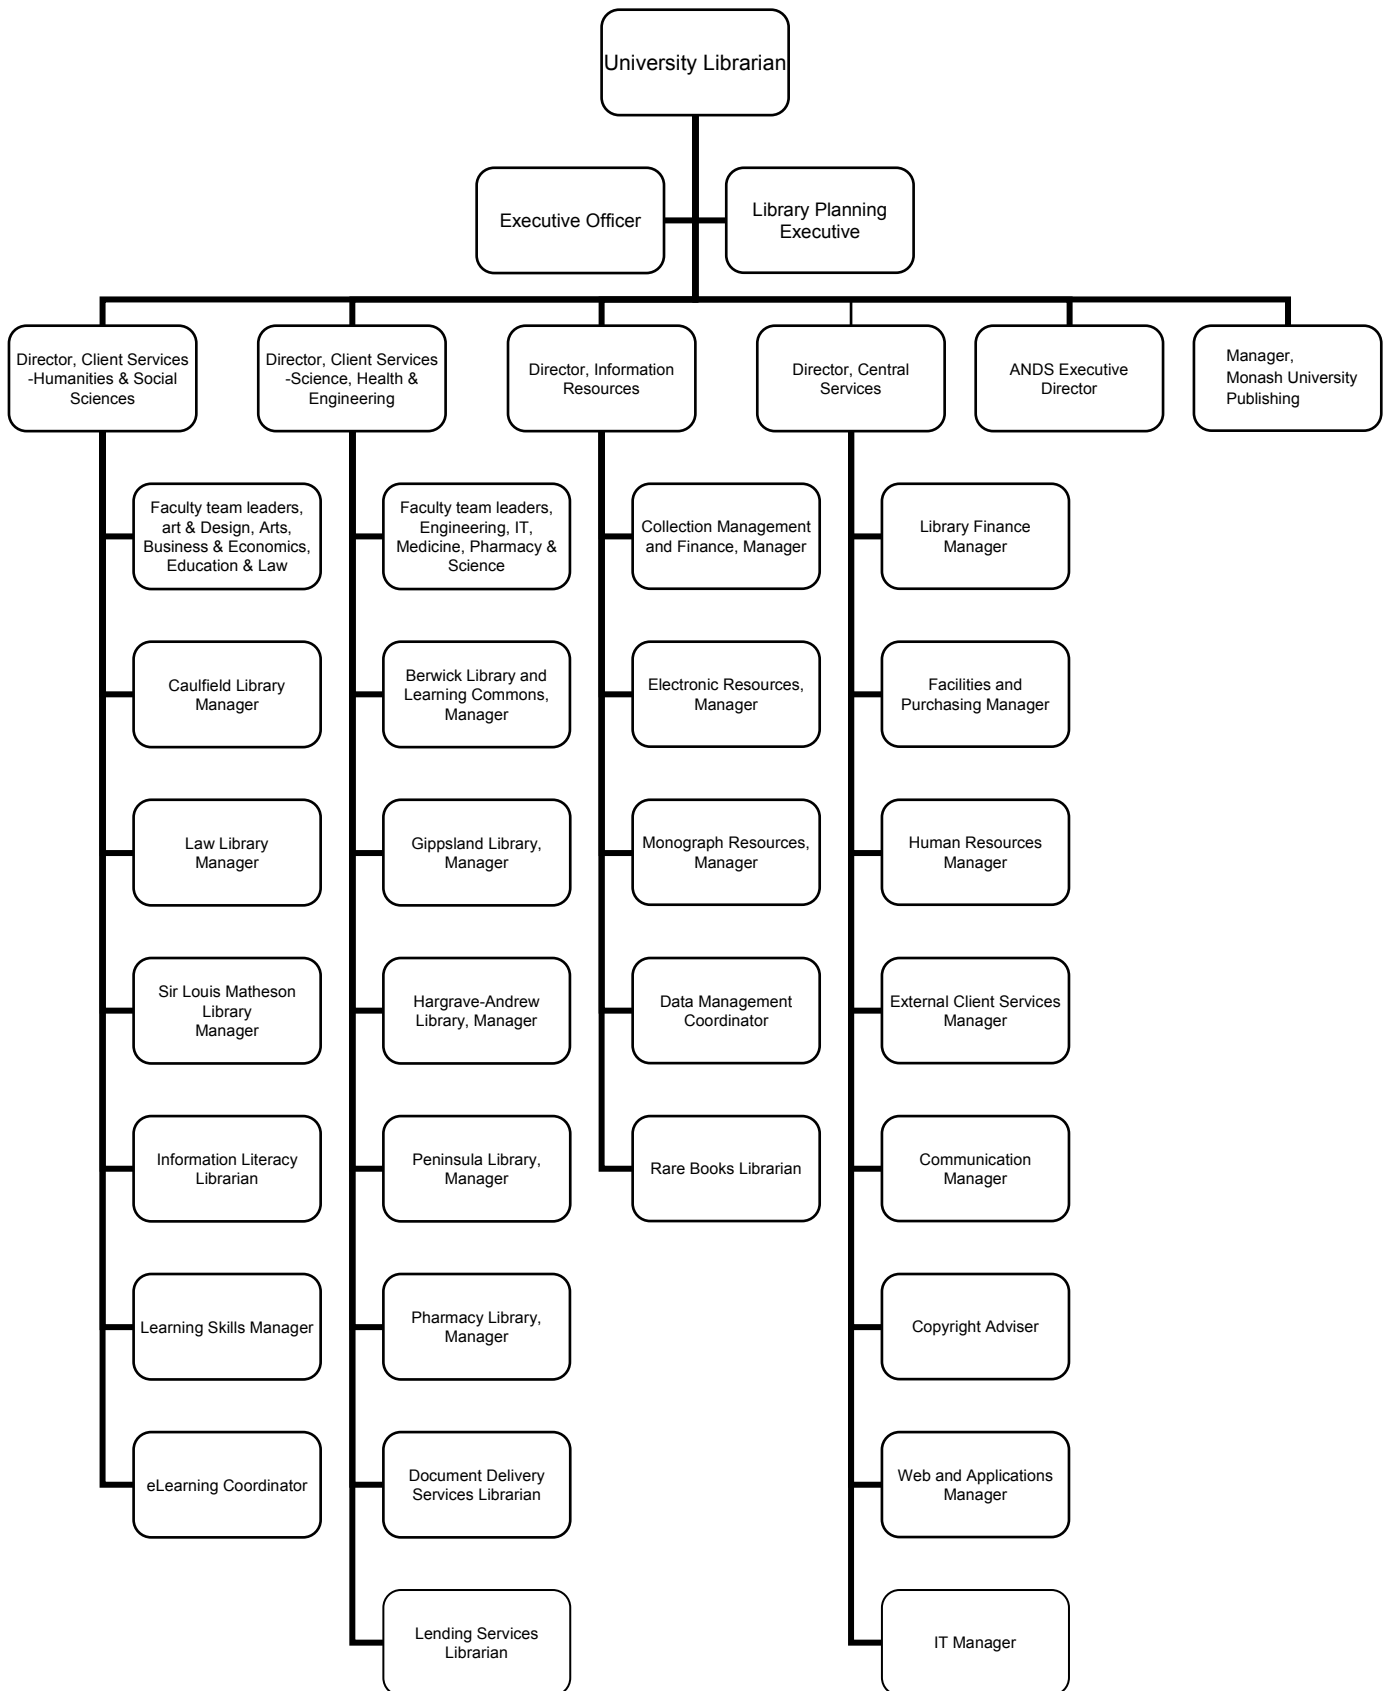 University Librarian
Executive Officer
Library Planning
Executive
Director, Client Services
-Humanities & Social
Sciences
Director, Client Services
-Science, Health &
Engineering
Director, Information
Resources
Director, Central
Services
ANDS Executive
Director
Manager,
Monash University
Publishing
Faculty team leaders,
art & Design, Arts,
Business & Economics,
Education & Law
Faculty team leaders,
Engineering, IT,
Medicine, Pharmacy &
Science
Collection Management
and Finance, Manager
Library Finance
Manager
Caulfield Library
Manager
Berwick Library and
Learning Commons,
Manager
Electronic Resources,
Manager
Facilities and
Purchasing Manager
Law Library
Manager
Gippsland Library,
Manager
Monograph Resources,
Manager
Human Resources
Manager
Sir Louis Matheson
Library
Manager
Hargrave-Andrew
Library, Manager
Data Management
Coordinator
External Client Services
Manager
Information Literacy
Librarian
Peninsula Library,
Manager
Rare Books Librarian
Communication
Manager
Learning Skills Manager
Pharmacy Library,
Manager
Copyright Adviser
eLearning Coordinator
Document Delivery
Services Librarian
Web and Applications
Manager
Lending Services
Librarian
IT Manager